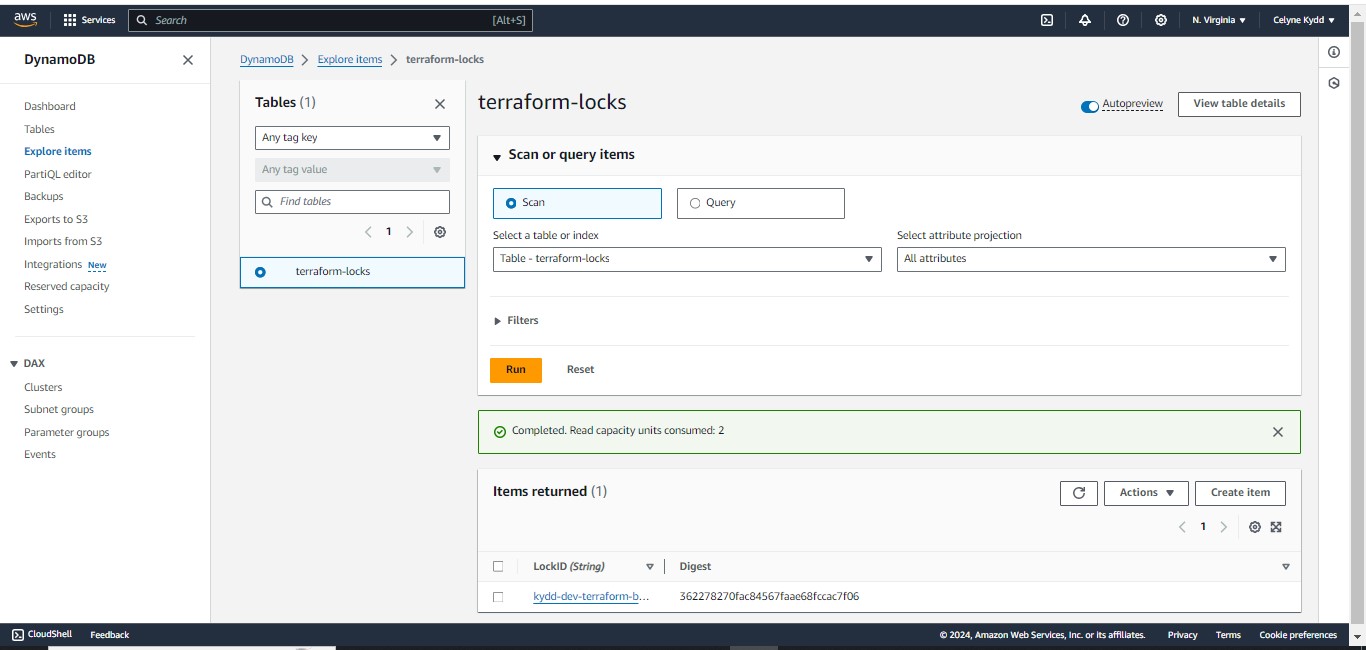 aws Services Search [Alt+S] N. Virginia Celyne Kydd
DynamoDB
Dashboard
Tables
Explore items
PartiQL editor
Backups
Exports to S3
Imports from S3
Integrations New
Reserved capacity
Settings
DAX
Clusters
Subnet groups
Parameter groups
Events
DynamoDB Explore items terraform-locks
Tables (1)
Any tag key
Any tag value
Find tables
1
terraform-locks
terraform-locks
Autopreview View table details
Scan or query items
Scan Query
Select a table or index Select attribute projection
Table - terraform-locks All attributes
Filters
Run Reset
Completed. Read capacity units consumed: 2
Items returned (1)
Actions Create item
1
LockID (String) Digest
kydd-dev-terraform-b... 362278270fac84567faae68fccac7f06
CloudShell Feedback © 2024, Amazon Web Services, Inc. or its affiliates. Privacy Terms Cookie preferences